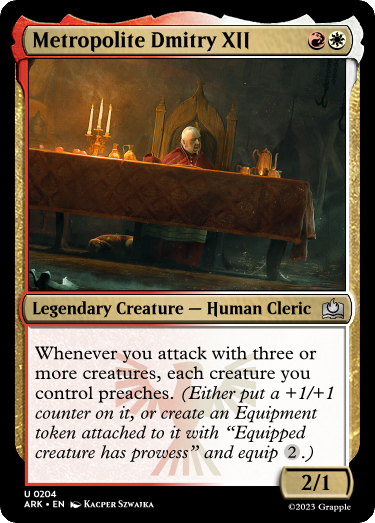 Metropolite Dmitry XII
Legendary Creature — Human Cleric
Whenever you attack with three or
more creatures, each creature you
control preaches. (Either put a +1/+1
counter on it, or create an Equipment
token attached to it with “Equipped
creature has prowess” and equip 2.)
2/1
U 0204
ARK • EN Kacper Szwajka
©2023 Grapple